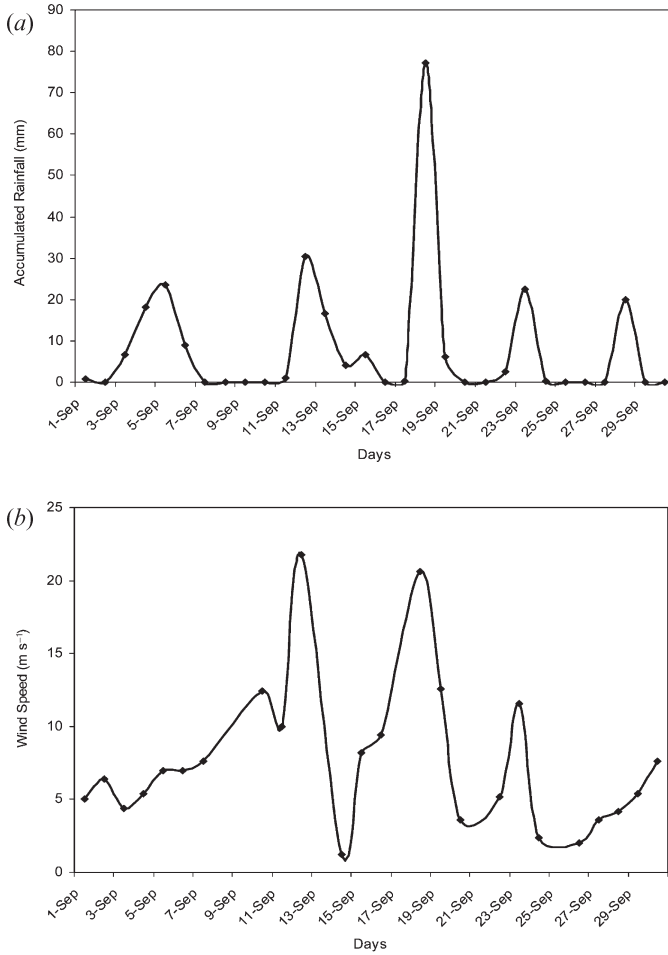 (a)
90
80
70
60
50
40
30
20
10
0
Accumulated Rainfall (mm)
1-Sep
3-Sep
5-Sep
7-Sep
9-Sep
11-Sep
13-Sep
15-Sep
17-Sep
19-Sep
21-Sep
23-Sep
25-Sep
27-Sep
29-Sep
Days
(b)
25
20
15
10
5
0
Wind Speed (m s⁻¹)
1-Sep
3-Sep
5-Sep
7-Sep
9-Sep
11-Sep
13-Sep
15-Sep
17-Sep
19-Sep
21-Sep
23-Sep
25-Sep
27-Sep
29-Sep
Days